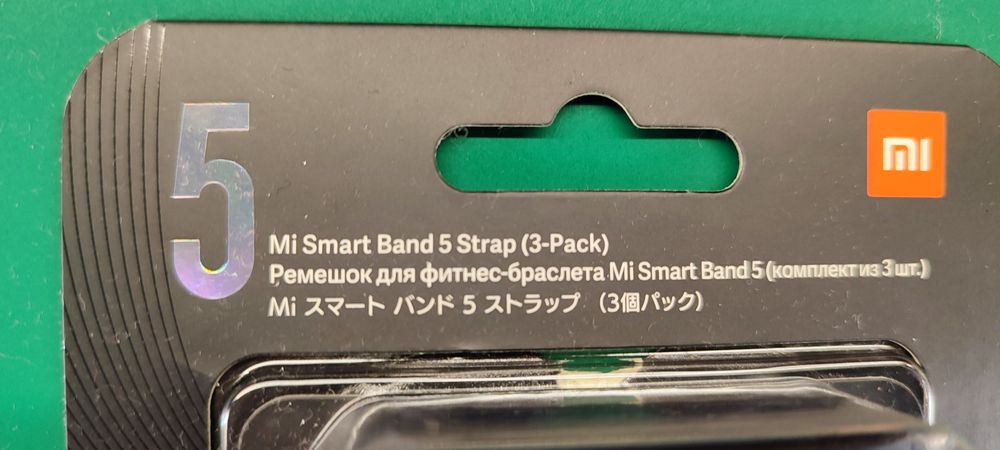 5
mi
Mi Smart Band 5 Strap (3-Pack)
Ремешок для фитнес-браслета Mi Smart Band 5 (комплект из 3 шт.)
Mi スマート バンド 5 ストラップ （3個パック）